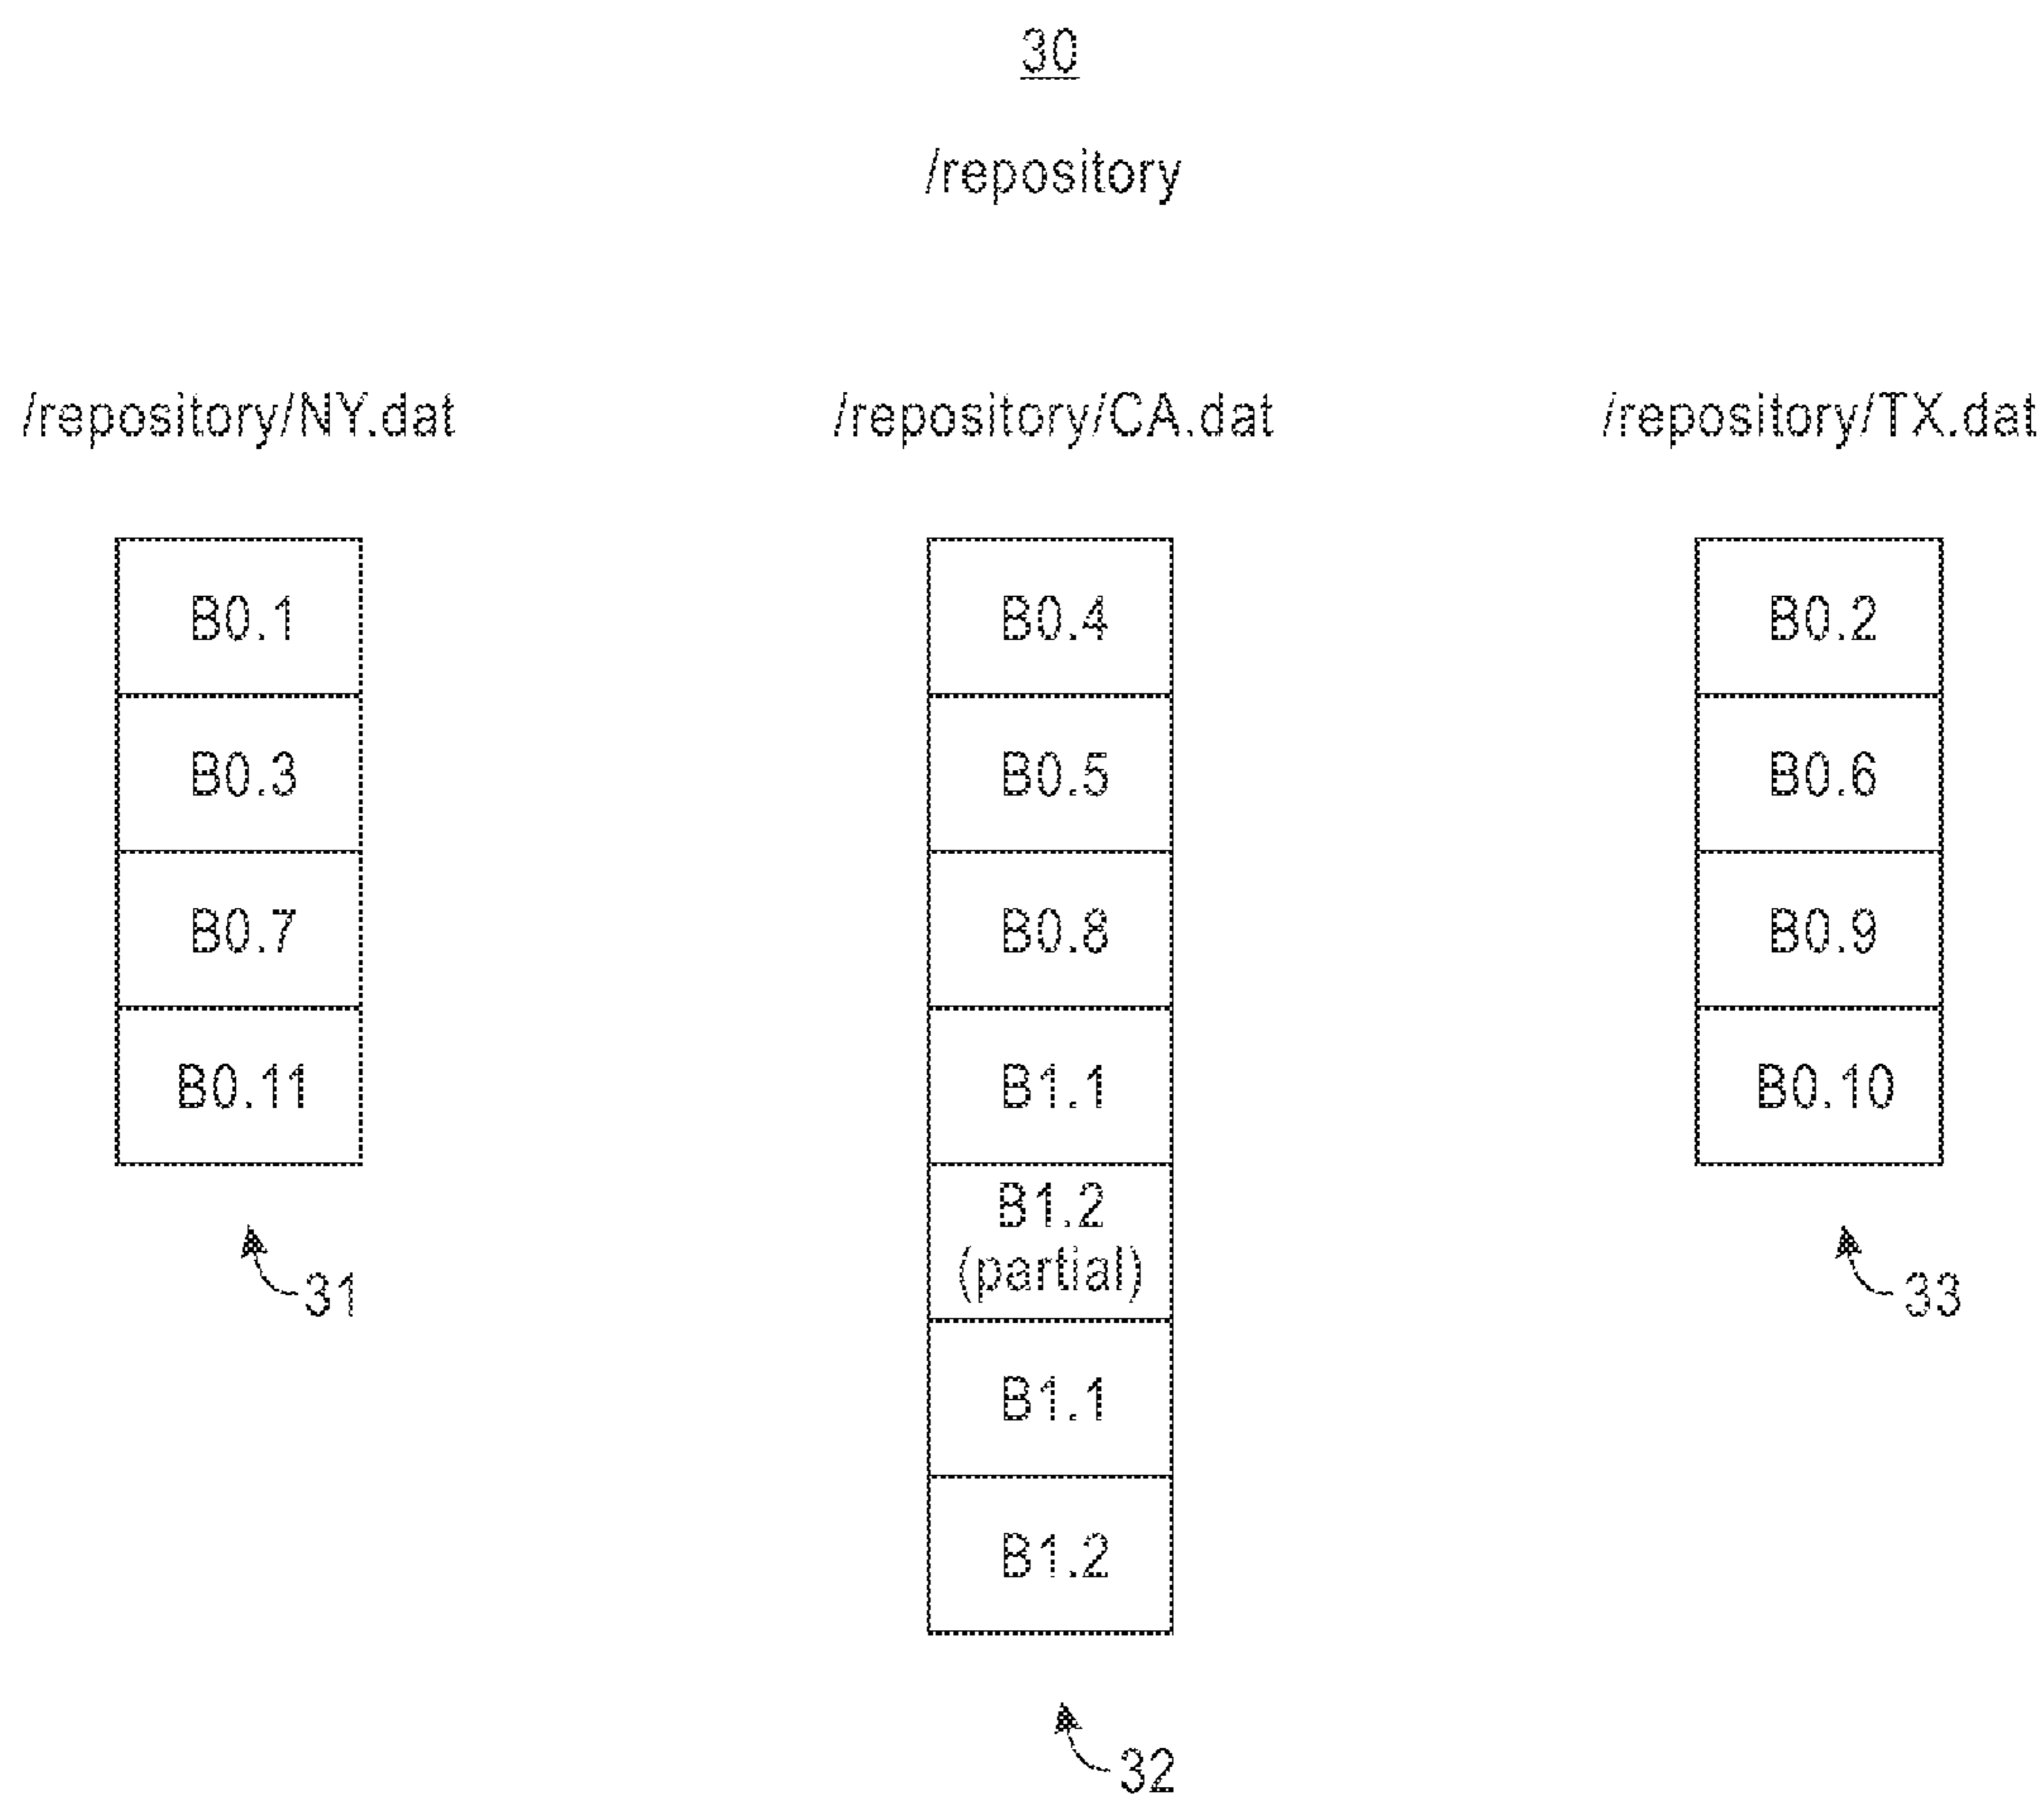 30
/repository
/repository/NY.dat
/repository/CA.dat
/repository/TX.dat
B0.1
B0.3
B0.7
B0.11
31
B0.4
B0.5
B0.8
B1.1
B1.2
(partial)
B1.1
B1.2
32
B0.2
B0.6
B0.9
B0.10
33